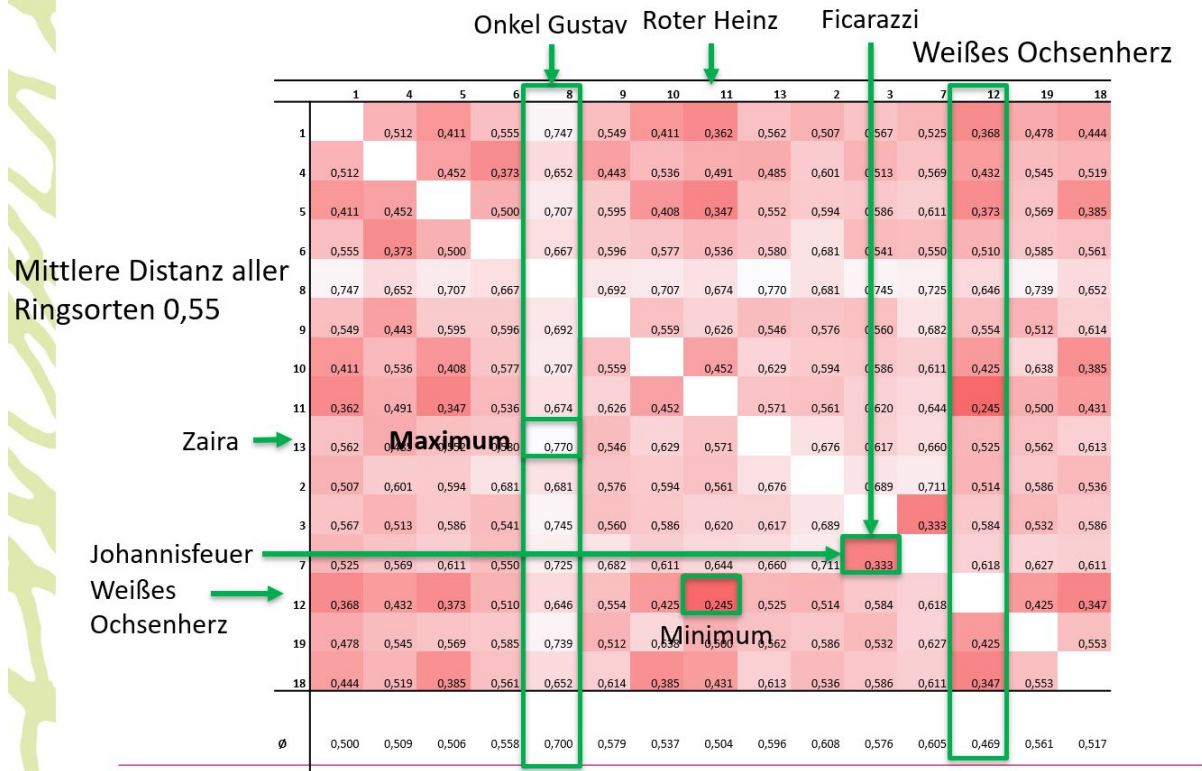 Onkel Gustav Roter Heinz Ficarazzi
Weißes Ochsenherz
1 4 5 6 8 9 10 11 13 2 3 7 12 19 18
1 0,512 0,411 0,555 0,747 0,549 0,411 0,362 0,562 0,507 0,567 0,525 0,368 0,478 0,444
4 0,512 0,452 0,373 0,652 0,443 0,536 0,491 0,485 0,601 0,513 0,569 0,432 0,545 0,519
5 0,411 0,452 0,500 0,707 0,595 0,408 0,347 0,552 0,594 0,586 0,611 0,373 0,569 0,385
6 0,555 0,373 0,500 0,667 0,596 0,577 0,536 0,580 0,681 0,541 0,550 0,510 0,585 0,561
Mittlere Distanz aller
Ringsorten 0,55
8 0,747 0,652 0,707 0,667 0,692 0,707 0,674 0,770 0,681 0,745 0,725 0,646 0,739 0,652
9 0,549 0,443 0,595 0,596 0,692 0,559 0,626 0,546 0,576 0,560 0,682 0,554 0,512 0,614
10 0,411 0,536 0,408 0,577 0,707 0,559 0,452 0,629 0,594 0,586 0,611 0,425 0,638 0,385
11 0,362 0,491 0,347 0,536 0,674 0,626 0,452 0,571 0,561 0,620 0,644 0,245 0,500 0,431
Zaira
Maximum
13 0,562 0,770 0,546 0,629 0,571 0,676 0,617 0,660 0,525 0,562 0,613
2 0,507 0,601 0,594 0,681 0,681 0,576 0,594 0,561 0,676 0,689 0,711 0,514 0,586 0,536
3 0,567 0,513 0,586 0,541 0,745 0,560 0,586 0,620 0,617 0,689 0,333 0,584 0,532 0,586
Johannisfeuer
7 0,525 0,569 0,611 0,550 0,725 0,682 0,611 0,644 0,660 0,711 0,333 0,618 0,627 0,611
Weißes
Ochsenherz
12 0,368 0,432 0,373 0,510 0,646 0,554 0,425 0,245 0,525 0,514 0,584 0,618 0,425 0,347
Minimum
19 0,478 0,545 0,569 0,585 0,739 0,512 0,638 0,500 0,562 0,586 0,532 0,627 0,425 0,553
18 0,444 0,519 0,385 0,561 0,652 0,614 0,385 0,431 0,613 0,536 0,586 0,611 0,347 0,553
Ø 0,500 0,509 0,506 0,558 0,700 0,579 0,537 0,504 0,596 0,608 0,576 0,605 0,469 0,561 0,517